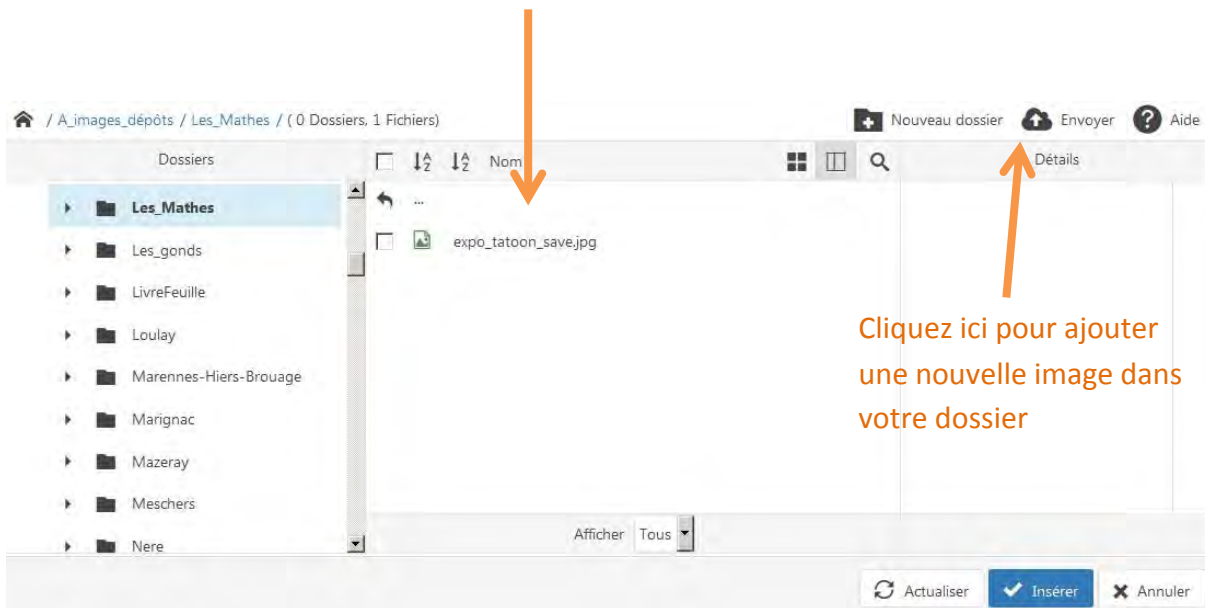 / A_images_dépôts / Les_Mathes / ( 0 Dossiers, 1 Fichiers)
Nouveau dossier
Envoyer
Aide
Dossiers
Nom
Détails
Les_Mathes
Les_gonds
LivreFeuille
Loulay
Marennes-Hiers-Brouage
Marignac
Mazeray
Meschers
Nere
...
expo_tatoon_save.jpg
Cliquez ici pour ajouter
une nouvelle image dans
votre dossier
Afficher Tous
Actualiser
Insérer
Annuler